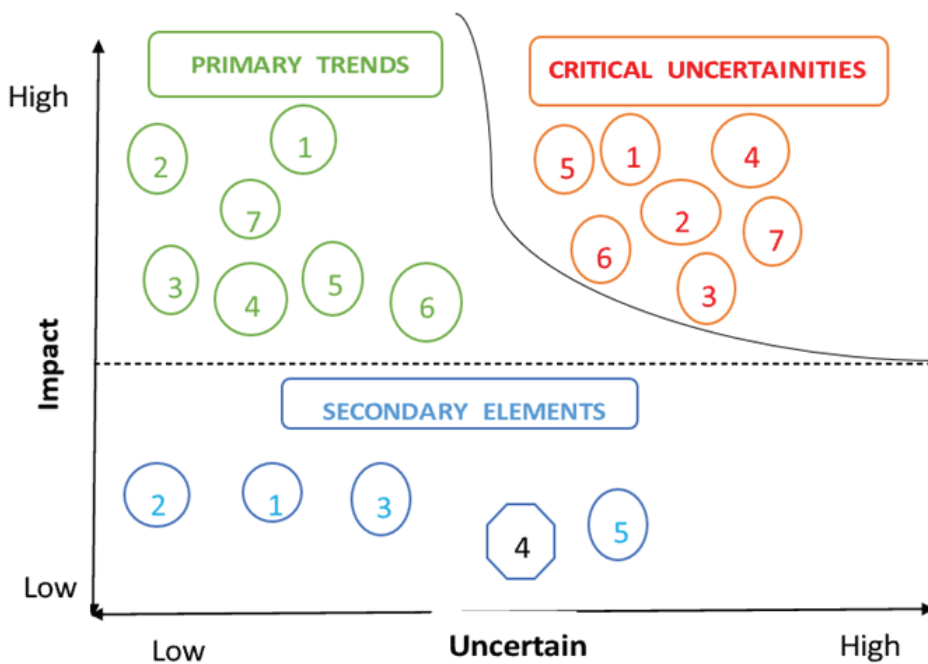 PRIMARY TRENDS
CRITICAL UNCERTAINITIES
High
1
2
7
3
4
5
6
5
1
4
2
6
7
3
Impact
SECONDARY ELEMENTS
2
1
3
4
5
Low
Low
Uncertain
High